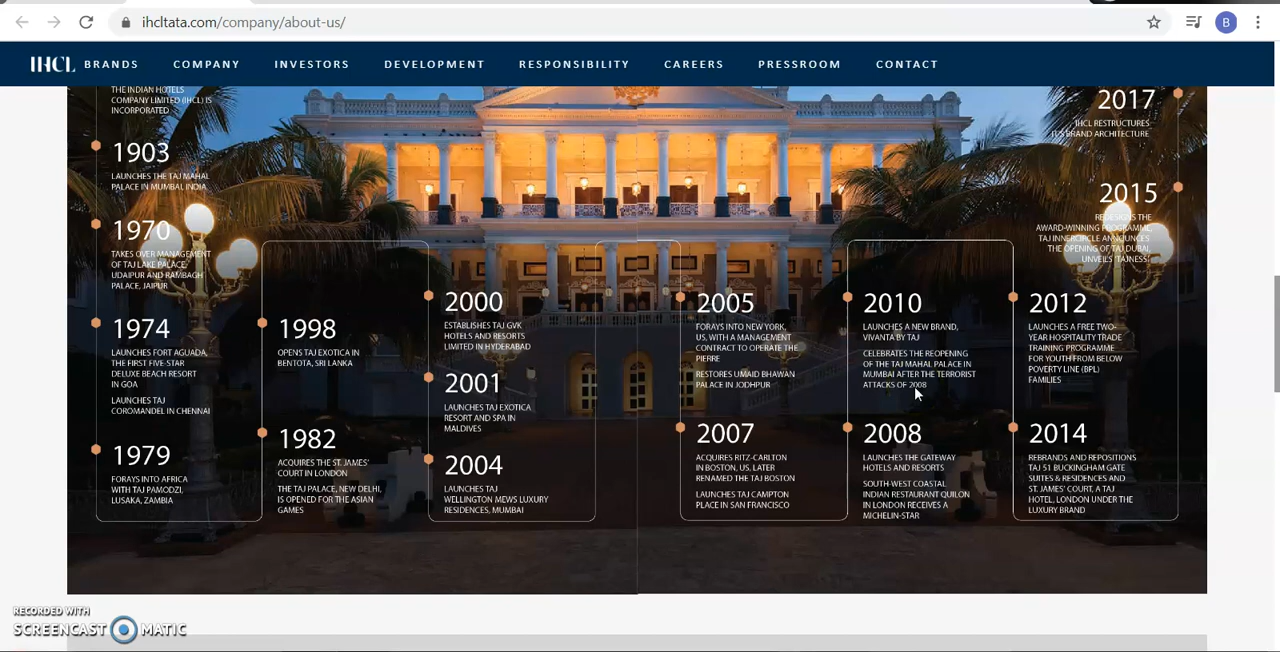 ihcltata.com/company/about-us/
B
IHCL BRANDS COMPANY INVESTORS DEVELOPMENT RESPONSIBILITY CAREERS PRESSROOM CONTACT
THE INDIAN HOTELS
COMPANY LIMITED (IHCL) IS
INCORPORATED
1903
LAUNCHES THE TAJ MAHAL
PALACE IN MUMBAI INDIA
1970
TAKES OVER MANAGEMENT
OF TAJ LAKE PALACE,
UDAIPUR AND RAMBAGH
PALACE, JAIPUR
1974
LAUNCHES FORT AGUADA,
THE FIRST FIVE-STAR
DELUXE BEACH RESORT
IN GOA
LAUNCHES TAJ
COROMANDEL IN CHENNAI
1979
FORAYS INTO AFRICA
WITH TAJ PAMODZI,
LUSAKA, ZAMBIA
1998
OPENS TAJ EXOTICA IN
BENTOTA, SRI LANKA
1982
ACQUIRES THE ST. JAMES'
COURT IN LONDON
THE TAJ PALACE, NEW DELHI,
IS OPENED FOR THE ASIAN
GAMES
2000
ESTABLISHES TAJ GVK
HOTELS AND RESORTS
LIMITED IN HYDERABAD
2001
LAUNCHES TAJ EXOTICA
RESORT AND SPA IN
MALDIVES
2004
LAUNCHES TAJ
WELLINGTON MEWS LUXURY
RESIDENCES, MUMBAI
2005
FORAYS INTO NEW YORK,
US, WITH A MANAGEMENT
CONTRACT TO OPERATE THE
PIERRE
RESTORES UMAID BHAWAN
PALACE IN JODHPUR
2007
ACQUIRES RITZ-CARLTON
IN BOSTON, US, LATER
RENAMED THE TAJ BOSTON
LAUNCHES TAJ CAMPTON
PLACE IN SAN FRANCISCO
2010
LAUNCHES A NEW BRAND,
VIVANTA BY TAJ
CELEBRATES THE REOPENING
OF THE TAJ MAHAL PALACE IN
MUMBAI AFTER THE TERRORIST
ATTACKS OF 2008
2008
LAUNCHES THE GATEWAY
HOTELS AND RESORTS
SOUTH-WEST COASTAL
INDIAN RESTAURANT QUILON
IN LONDON RECEIVES A
MICHELIN-STAR
2012
LAUNCHES A FREE TWO-
YEAR HOSPITALITY TRADE
TRAINING PROGRAMME
FOR YOUTH FROM BELOW
POVERTY LINE (BPL)
FAMILIES
2014
REBRANDS AND REPOSITIONS
TAJ 51 BUCKINGHAM GATE
SUITES & RESIDENCES AND
ST. JAMES' COURT, A TAJ
HOTEL, LONDON UNDER THE
LUXURY BRAND
2017
IHCL RESTRUCTURES
ITS BRAND ARCHITECTURE
2015
REDESIGNS THE
AWARD-WINNING PROGRAMME,
TAJ INNERCIRCLE ANNOUNCES
THE OPENING OF TAJ DUBAI,
UNVEILS 'TAJNESS'
RECORDED WITH
SCREENCAST MATIC